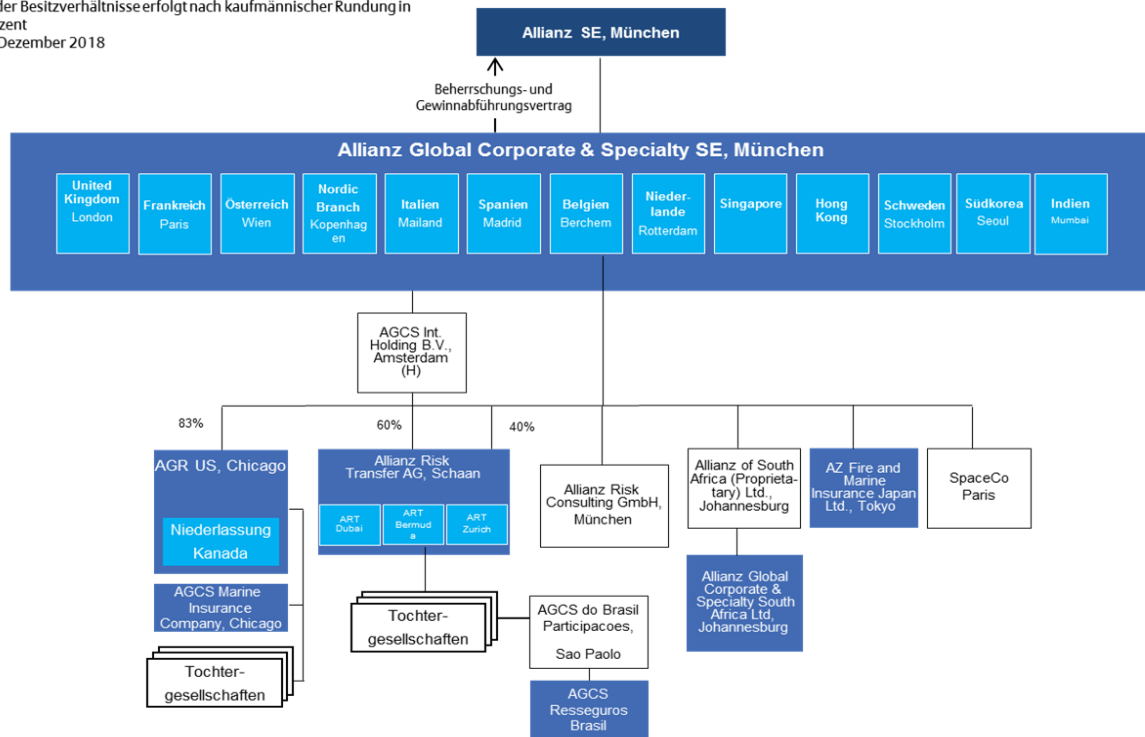 der Besitzverhältnisse erfolgt nach kaufmännischer Rundung in
zent
Dezember 2018
Allianz SE, München
Beherrschungs- und
Gewinnabführungsvertrag
Allianz Global Corporate & Specialty SE, München
United
Kingdom
London
Frankreich
Paris
Österreich
Wien
Nordic
Branch
Kopenhag
en
Italien
Mailand
Spanien
Madrid
Belgien
Berchem
Nieder-
lande
Rotterdam
Singapore
Hong
Kong
Schweden
Stockholm
Südkorea
Seoul
Indien
Mumbai
AGCS Int.
Holding B.V.,
Amsterdam
(H)
83%
60%
40%
AGR US, Chicago
Niederlassung
Kanada
AGCS Marine
Insurance
Company, Chicago
Tochter-
gesellschaften
Allianz Risk
Transfer AG, Schaan
ART
Dubai
ART
Bermud
a
ART
Zurich
Tochter-
gesellschaften
AGCS do Brasil
Participacoes,
Sao Paolo
AGCS
Resseguros
Brasil
Allianz Risk
Consulting GmbH,
München
Allianz of South
Africa (Proprieta-
tary) Ltd.,
Johannesburg
Allianz Global
Corporate &
Specialty South
Africa Ltd,
Johannesburg
AZ Fire and
Marine
Insurance Japan
Ltd., Tokyo
SpaceCo
Paris